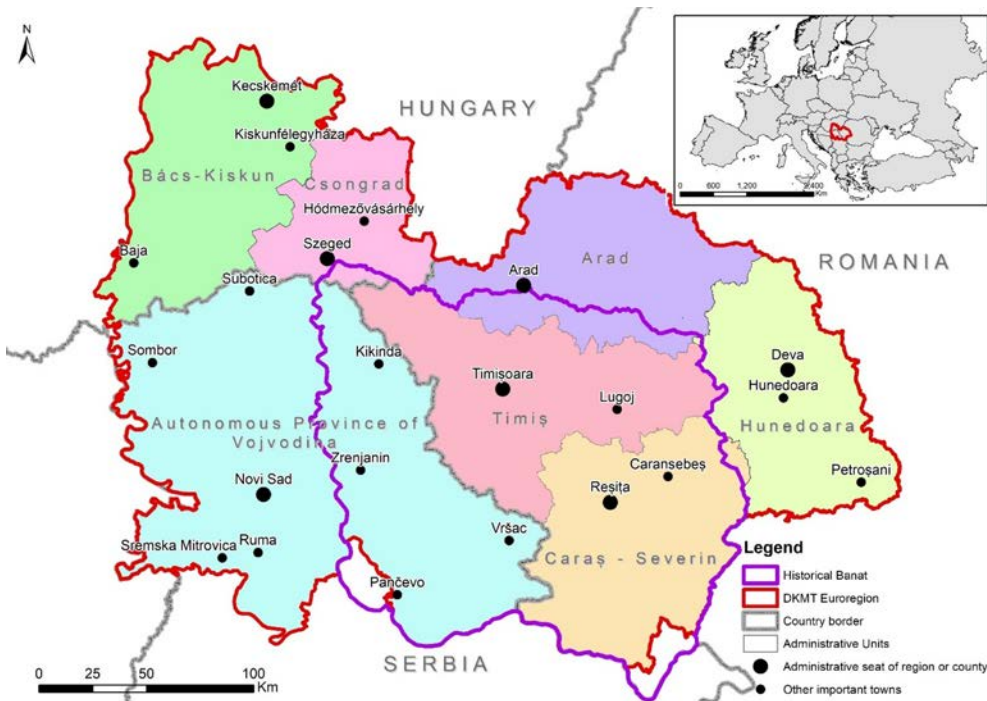 N
Kecskemét
HUNGARY
Kiskunfélegyháza
Bács-Kiskun
Csongrad
Hódmezővásárhely
Szeged
Baja
Subotica
Arad
Arad
ROMANIA
Sombor
Kikinda
Timișoara
Timiș
Lugoj
Deva
Hunedoara
Hunedoara
Autonomous Province of
Vojvodina
Zrenjanin
Novi Sad
Caransebeș
Reșița
Petroșani
Vršac
Caraș - Severin
Sremska Mitrovica
Ruma
Pančevo
SERBIA
0 25 50 100
Km
0 600 1,200 2,400
Km
Legend
Historical Banat
DKMT Euroregion
Country border
Administrative Units
Administrative seat of region or county
Other important towns